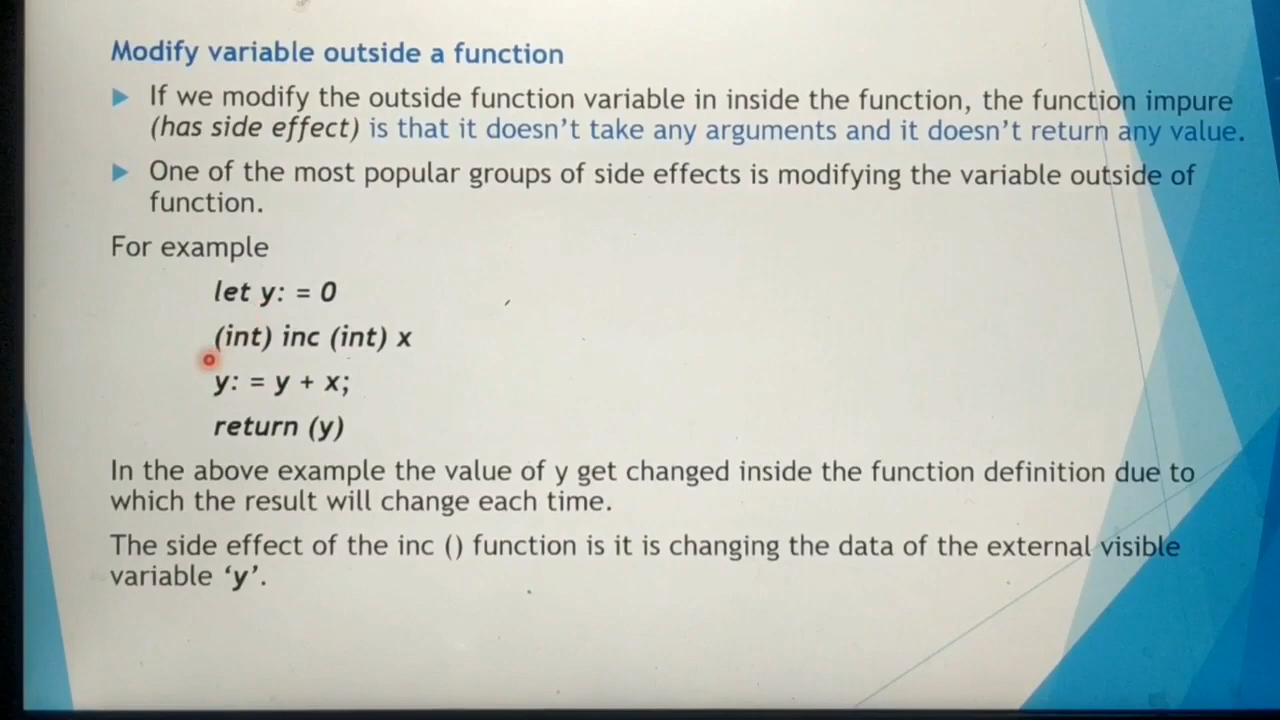 Modify variable outside a function
If we modify the outside function variable in inside the function, the function impure
(has side effect) is that it doesn’t take any arguments and it doesn’t return any value.
One of the most popular groups of side effects is modifying the variable outside of
function.
For example
let y: = 0
(int) inc (int) x
y: = y + x;
return (y)
In the above example the value of y get changed inside the function definition due to
which the result will change each time.
The side effect of the inc () function is it is changing the data of the external visible
variable ‘y’.